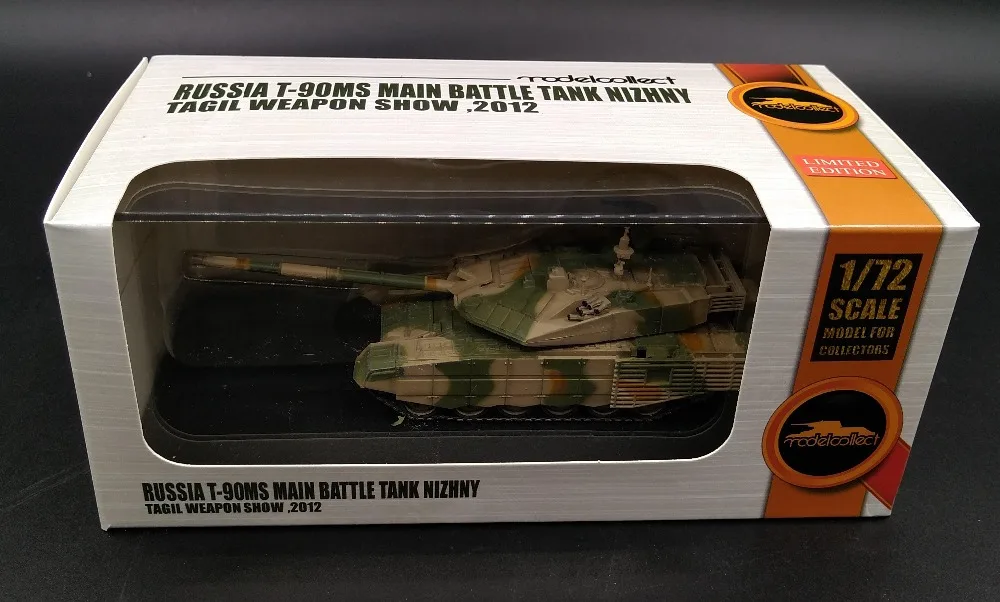 modelcollect
RUSSIA T-90MS MAIN BATTLE TANK NIZHNY
TAGIL WEAPON SHOW ,2012
modelcollect
LIMITED
EDITION
1/72
SCALE
MODEL FOR
COLLECTORS
modelcollect
RUSSIA T-90MS MAIN BATTLE TANK NIZHNY
TAGIL WEAPON SHOW ,2012